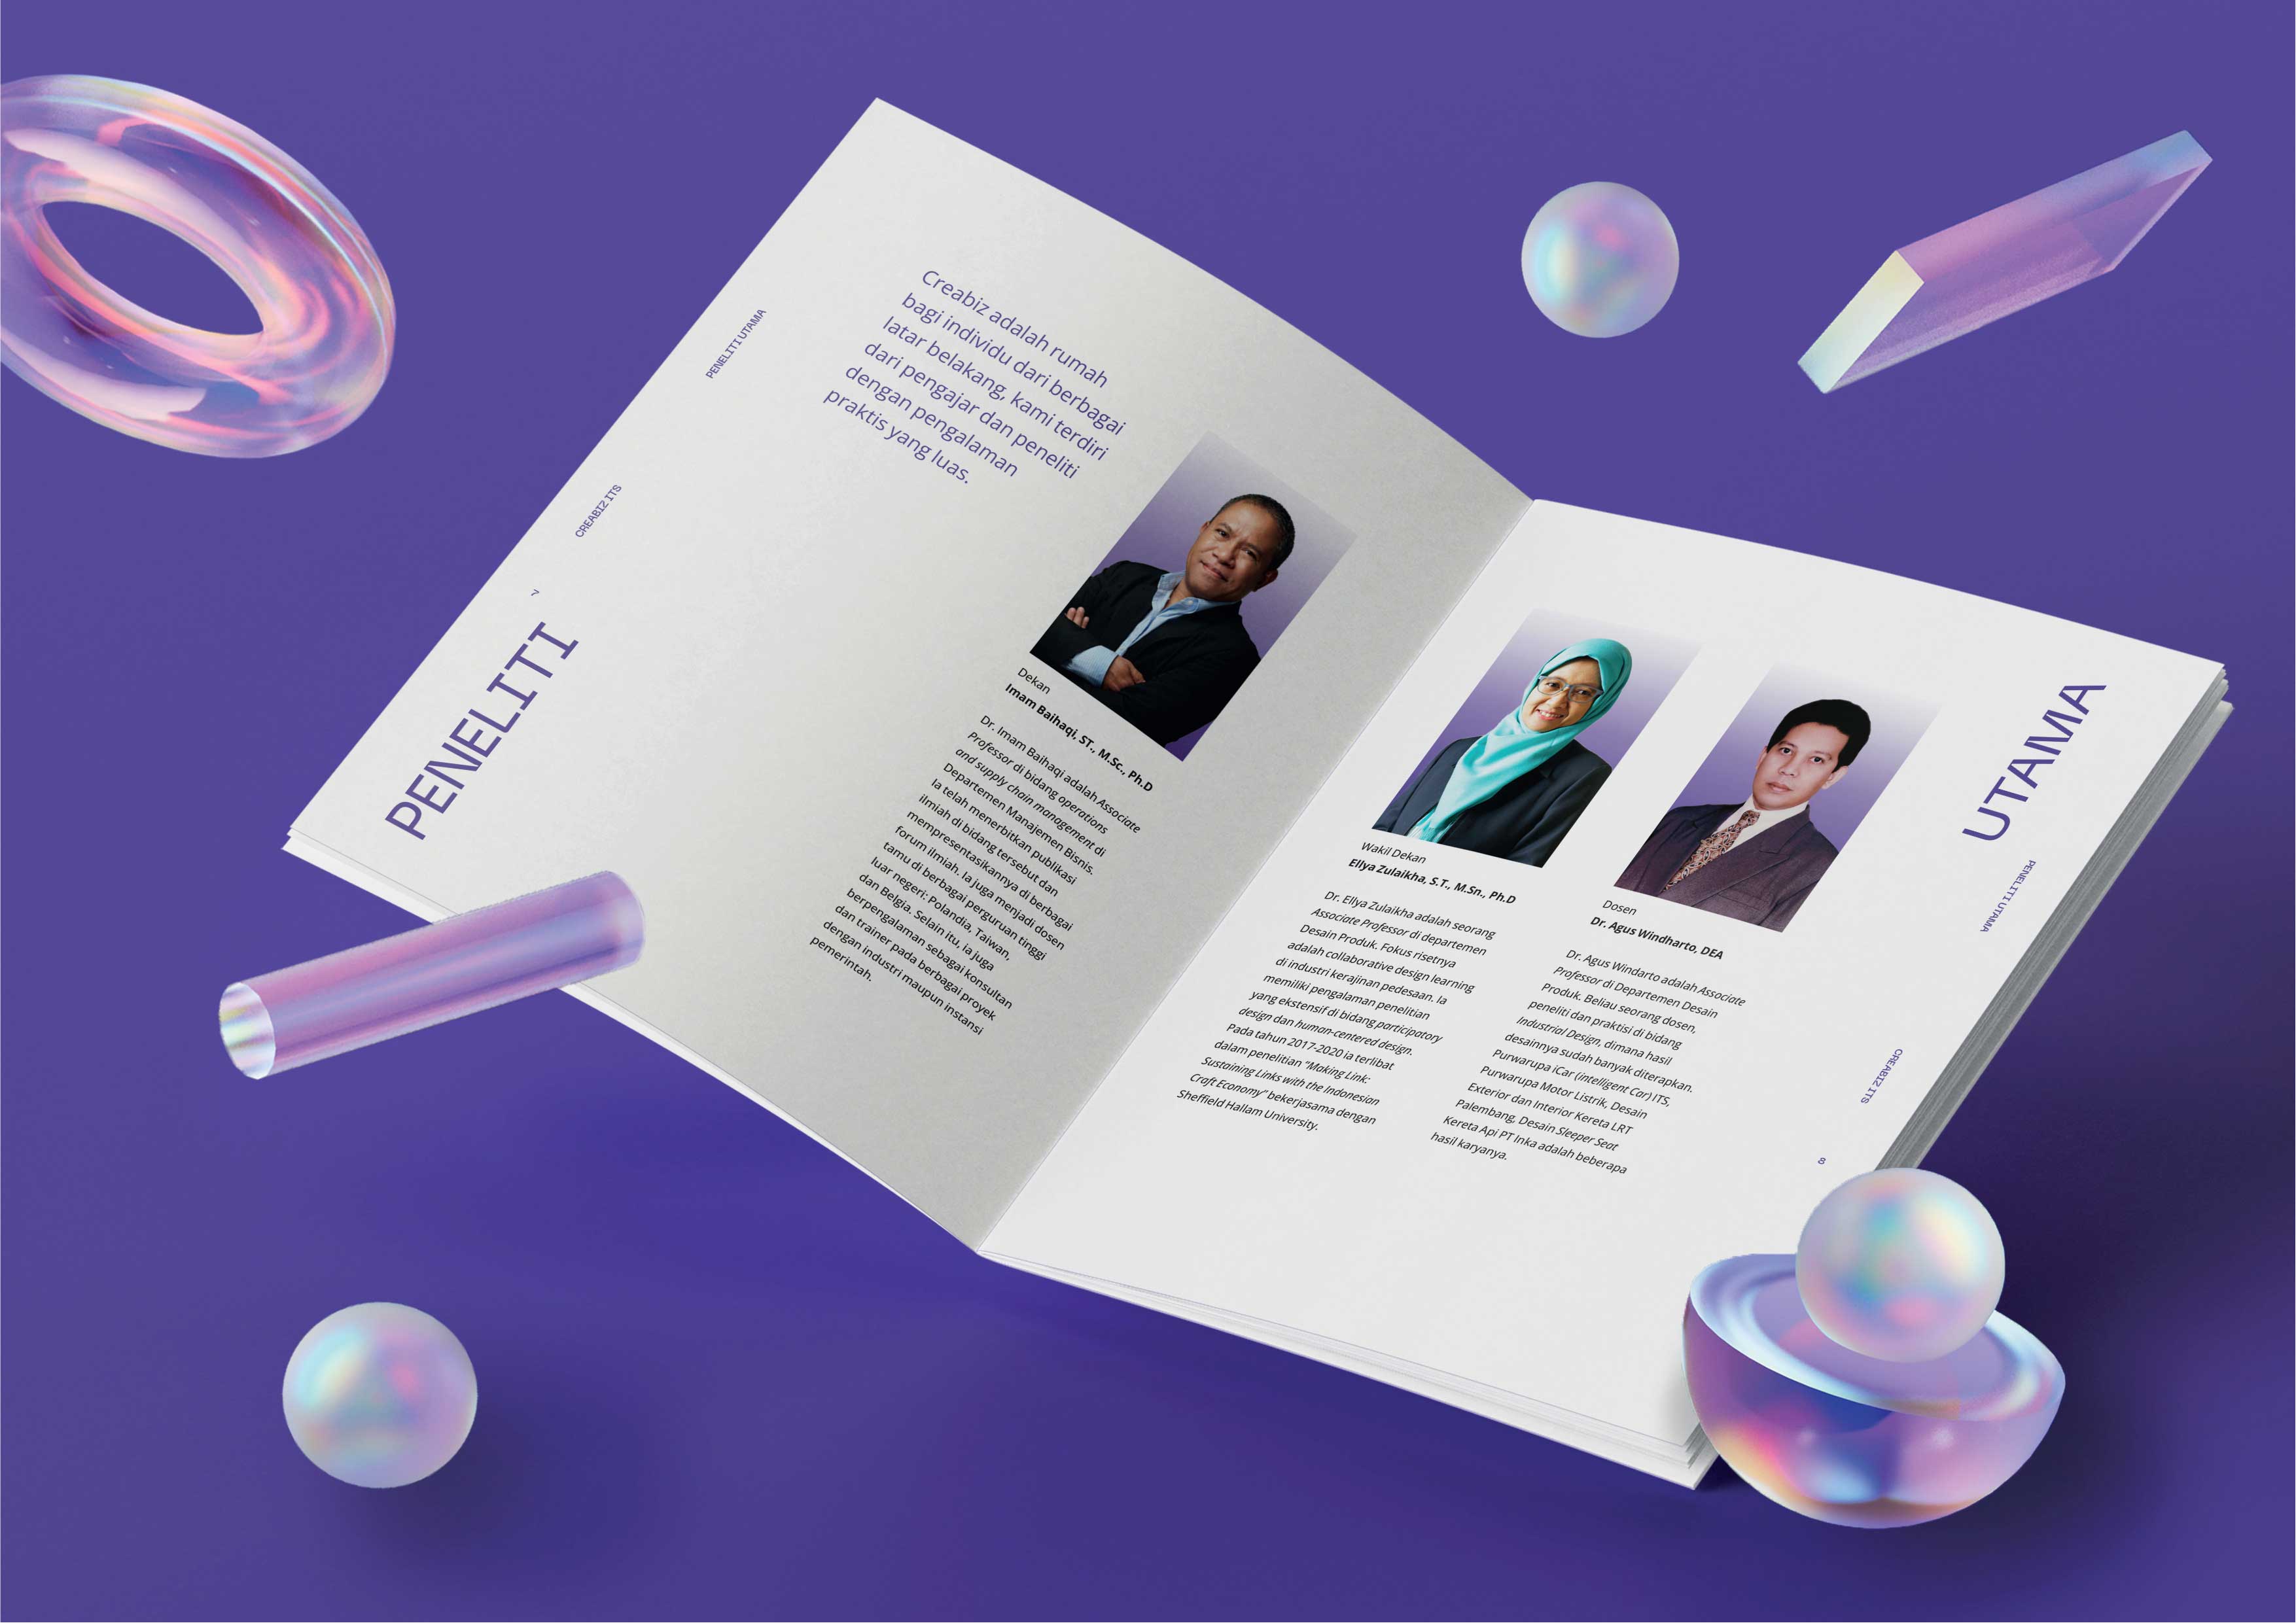 PENELITI UTAMA
CREABIZ ITS
7
PENELITI
Creabiz adalah rumah
bagi individu dari berbagai
latar belakang, kami terdiri
dari pengajar dan peneliti
dengan pengalaman
praktis yang luas.
Dekan
Imam Baihaqi, ST., M.Sc., Ph.D
Dr. Imam Baihaqi adalah Associate
Professor di bidang operations
and supply chain management di
Departemen Manajemen Bisnis.
Ia telah menerbitkan publikasi
ilmiah di bidang tersebut dan
mempresentasikannya di berbagai
forum ilmiah. Ia juga menjadi dosen
tamu di berbagai perguruan tinggi
luar negeri: Polandia, Taiwan,
dan Belgia. Selain itu, ia juga
berpengalaman sebagai konsultan
dan trainer pada berbagai proyek
dengan industri maupun instansi
pemerintah.
Wakil Dekan
Ellya Zulaikha, S.T., M.Sn., Ph.D
Dr. Ellya Zulaikha adalah seorang
Associate Professor di departemen
Desain Produk. Fokus risetnya
adalah collaborative design learning
di industri kerajinan pedesaan. Ia
memiliki pengalaman penelitian
yang ekstensif di bidang participatory
design dan human-centered design.
Pada tahun 2017-2020 ia terlibat
dalam penelitian “Making Link:
Sustaining Links with the Indonesian
Craft Economy” bekerjasama dengan
Sheffield Hallam University.
Dosen
Dr. Agus Windharto, DEA
Dr. Agus Windarto adalah Associate
Professor di Departemen Desain
Produk. Beliau seorang dosen,
peneliti dan praktisi di bidang
Industrial Design, dimana hasil
desainnya sudah banyak diterapkan.
Purwarupa iCar (intelligent Car) ITS,
Purwarupa Motor Listrik, Desain
Exterior dan Interior Kereta LRT
Palembang, Desain Sleeper Seat
Kereta Api PT Inka adalah beberapa
hasil karyanya.
UTAMA
PENELITI UTAMA
CREABIZ ITS
8